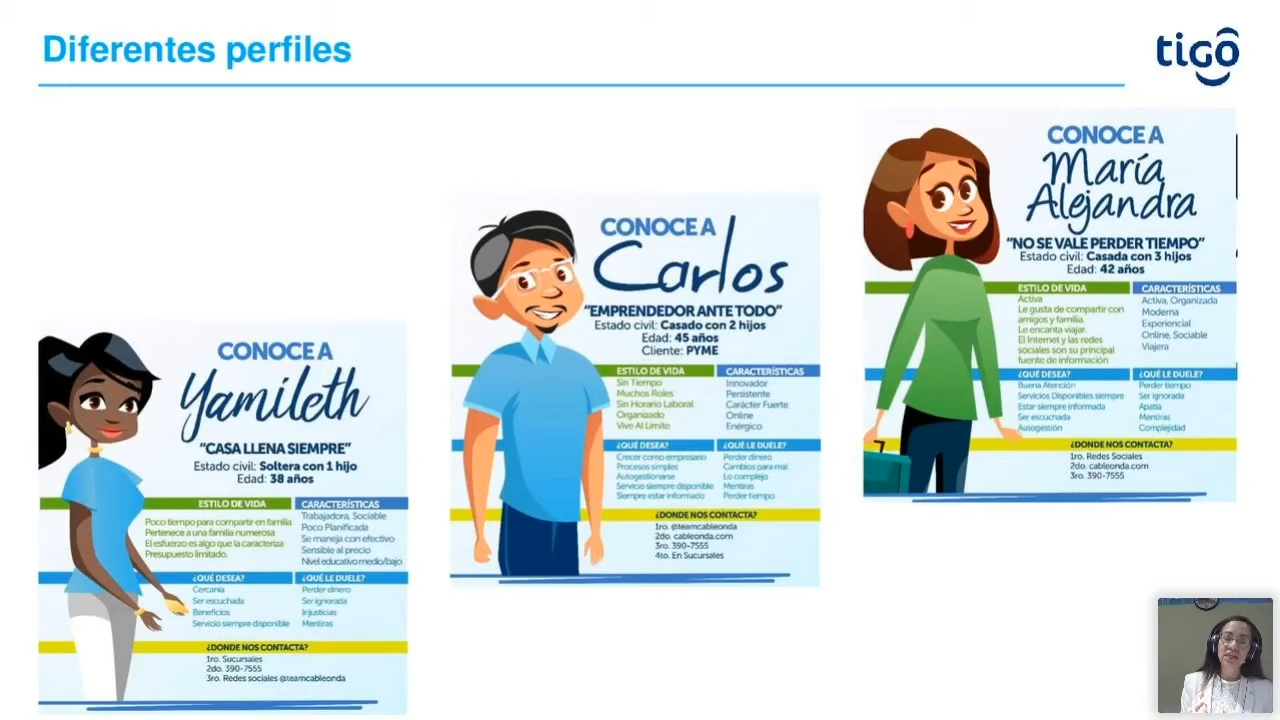 Diferentes perfiles
tigo
CONOCE A
Yamileth
"CASA LLENA SIEMPRE"
Estado civil: Soltera con 1 hijo
Edad: 38 años
ESTILO DE VIDA
Poco tiempo para compartir en familia
Pertenece a una familia numerosa
El esfuerzo es algo que la caracteriza
Presupuesto limitado.
CARACTERÍSTICAS
Trabajadora, Sociable
Poco Planificada
Se maneja con efectivo
Sensible al precio
Nivel educativo medio/bajo
¿QUÉ DESEA?
Cercanía
Ser escuchada
Beneficios
Servicio siempre disponible
¿QUÉ LE DUELE?
Perder dinero
Ser ignorada
Injusticias
Mentiras
¿DONDE NOS CONTACTA?
1ro. Sucursales
2do. 390-7555
3ro. Redes sociales @teamcableonda
CONOCE A
Carlos
"EMPRENDEDOR ANTE TODO"
Estado civil: Casado con 2 hijos
Edad: 45 años
Cliente: PYME
ESTILO DE VIDA
Sin Tiempo
Muchos Roles
Sin Horario Laboral
Organizado
Vive Al Límite
CARACTERÍSTICAS
Innovador
Persistente
Carácter Fuerte
Online
Enérgico
¿QUÉ DESEA?
Crecer como empresario
Procesos simples
Autogestionarse
Servicio siempre disponible
Siempre estar informado
¿QUÉ LE DUELE?
Perder dinero
Cambios para mal
Lo complejo
Mentiras
Perder tiempo
¿DONDE NOS CONTACTA?
1ro. @teamcableonda
2do. cableonda.com
3ro. 390-7555
4to. En Sucursales
CONOCE A
María
Alejandra
"NO SE VALE PERDER TIEMPO"
Estado civil: Casada con 3 hijos
Edad: 42 años
ESTILO DE VIDA
Activa
Le gusta de compartir con
amigos y familia.
Le encanta viajar.
El Internet y las redes
sociales son su principal
fuente de información
CARACTERÍSTICAS
Activa, Organizada
Moderna
Experiencial
Online, Sociable
Viajera
¿QUÉ DESEA?
Buena Atención
Servicios Disponibles siempre
Estar siempre informada
Ser escuchada
Autogestión
¿QUÉ LE DUELE?
Perder tiempo
Ser ignorada
Apatía
Mentiras
Complejidad
¿DONDE NOS CONTACTA?
1ro. Redes Sociales
2do. cableonda.com
3ro. 390-7555